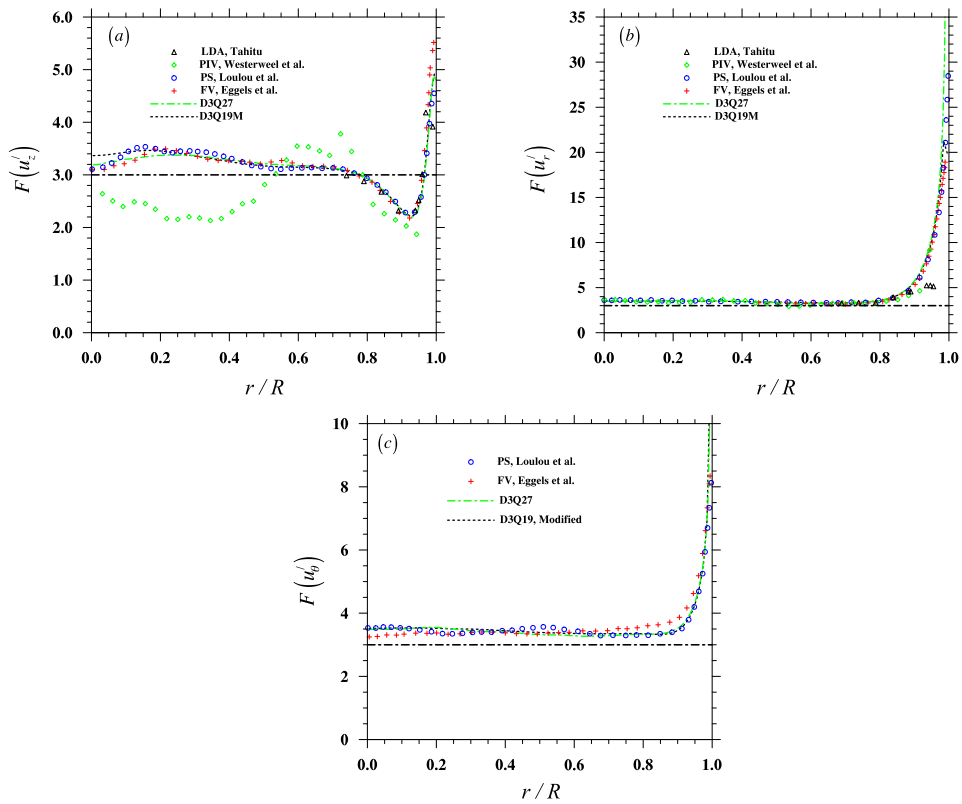 (a)
LDA, Tahitu
PIV, Westerweel et al.
PS, Loulou et al.
FV, Eggels et al.
D3Q27
D3Q19M
6.0
5.0
4.0
3.0
2.0
1.0
0.0
F(u_z^/)
0.0 0.2 0.4 0.6 0.8 1.0
r / R
(b)
LDA, Tahitu
PIV, Westerweel et al.
PS, Loulou et al.
FV, Eggels et al.
D3Q27
D3Q19M
35
30
25
20
15
10
5
0
F(u_r^/)
0.0 0.2 0.4 0.6 0.8 1.0
r / R
(c)
PS, Loulou et al.
FV, Eggels et al.
D3Q27
D3Q19, Modified
10
8
6
4
2
0
F(u_θ^/)
0.0 0.2 0.4 0.6 0.8 1.0
r / R